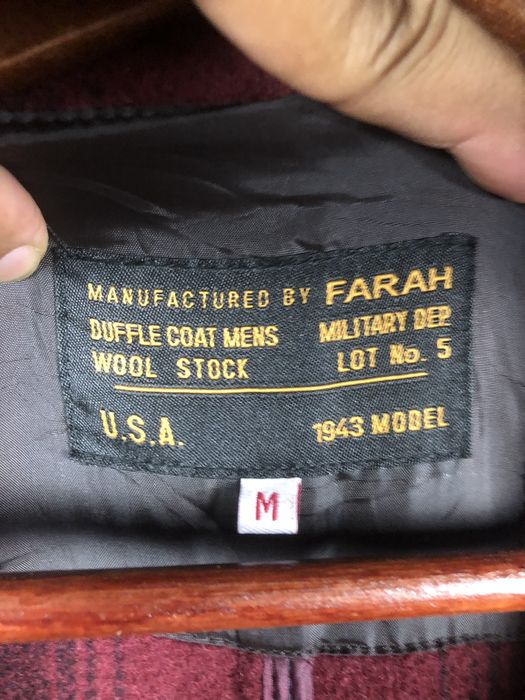 MANUFACTURED BY FARAH
DUFFLE COAT MENS MILITARY DEP.
WOOL STOCK LOT No. 5
U.S.A. 1943 MODEL
M